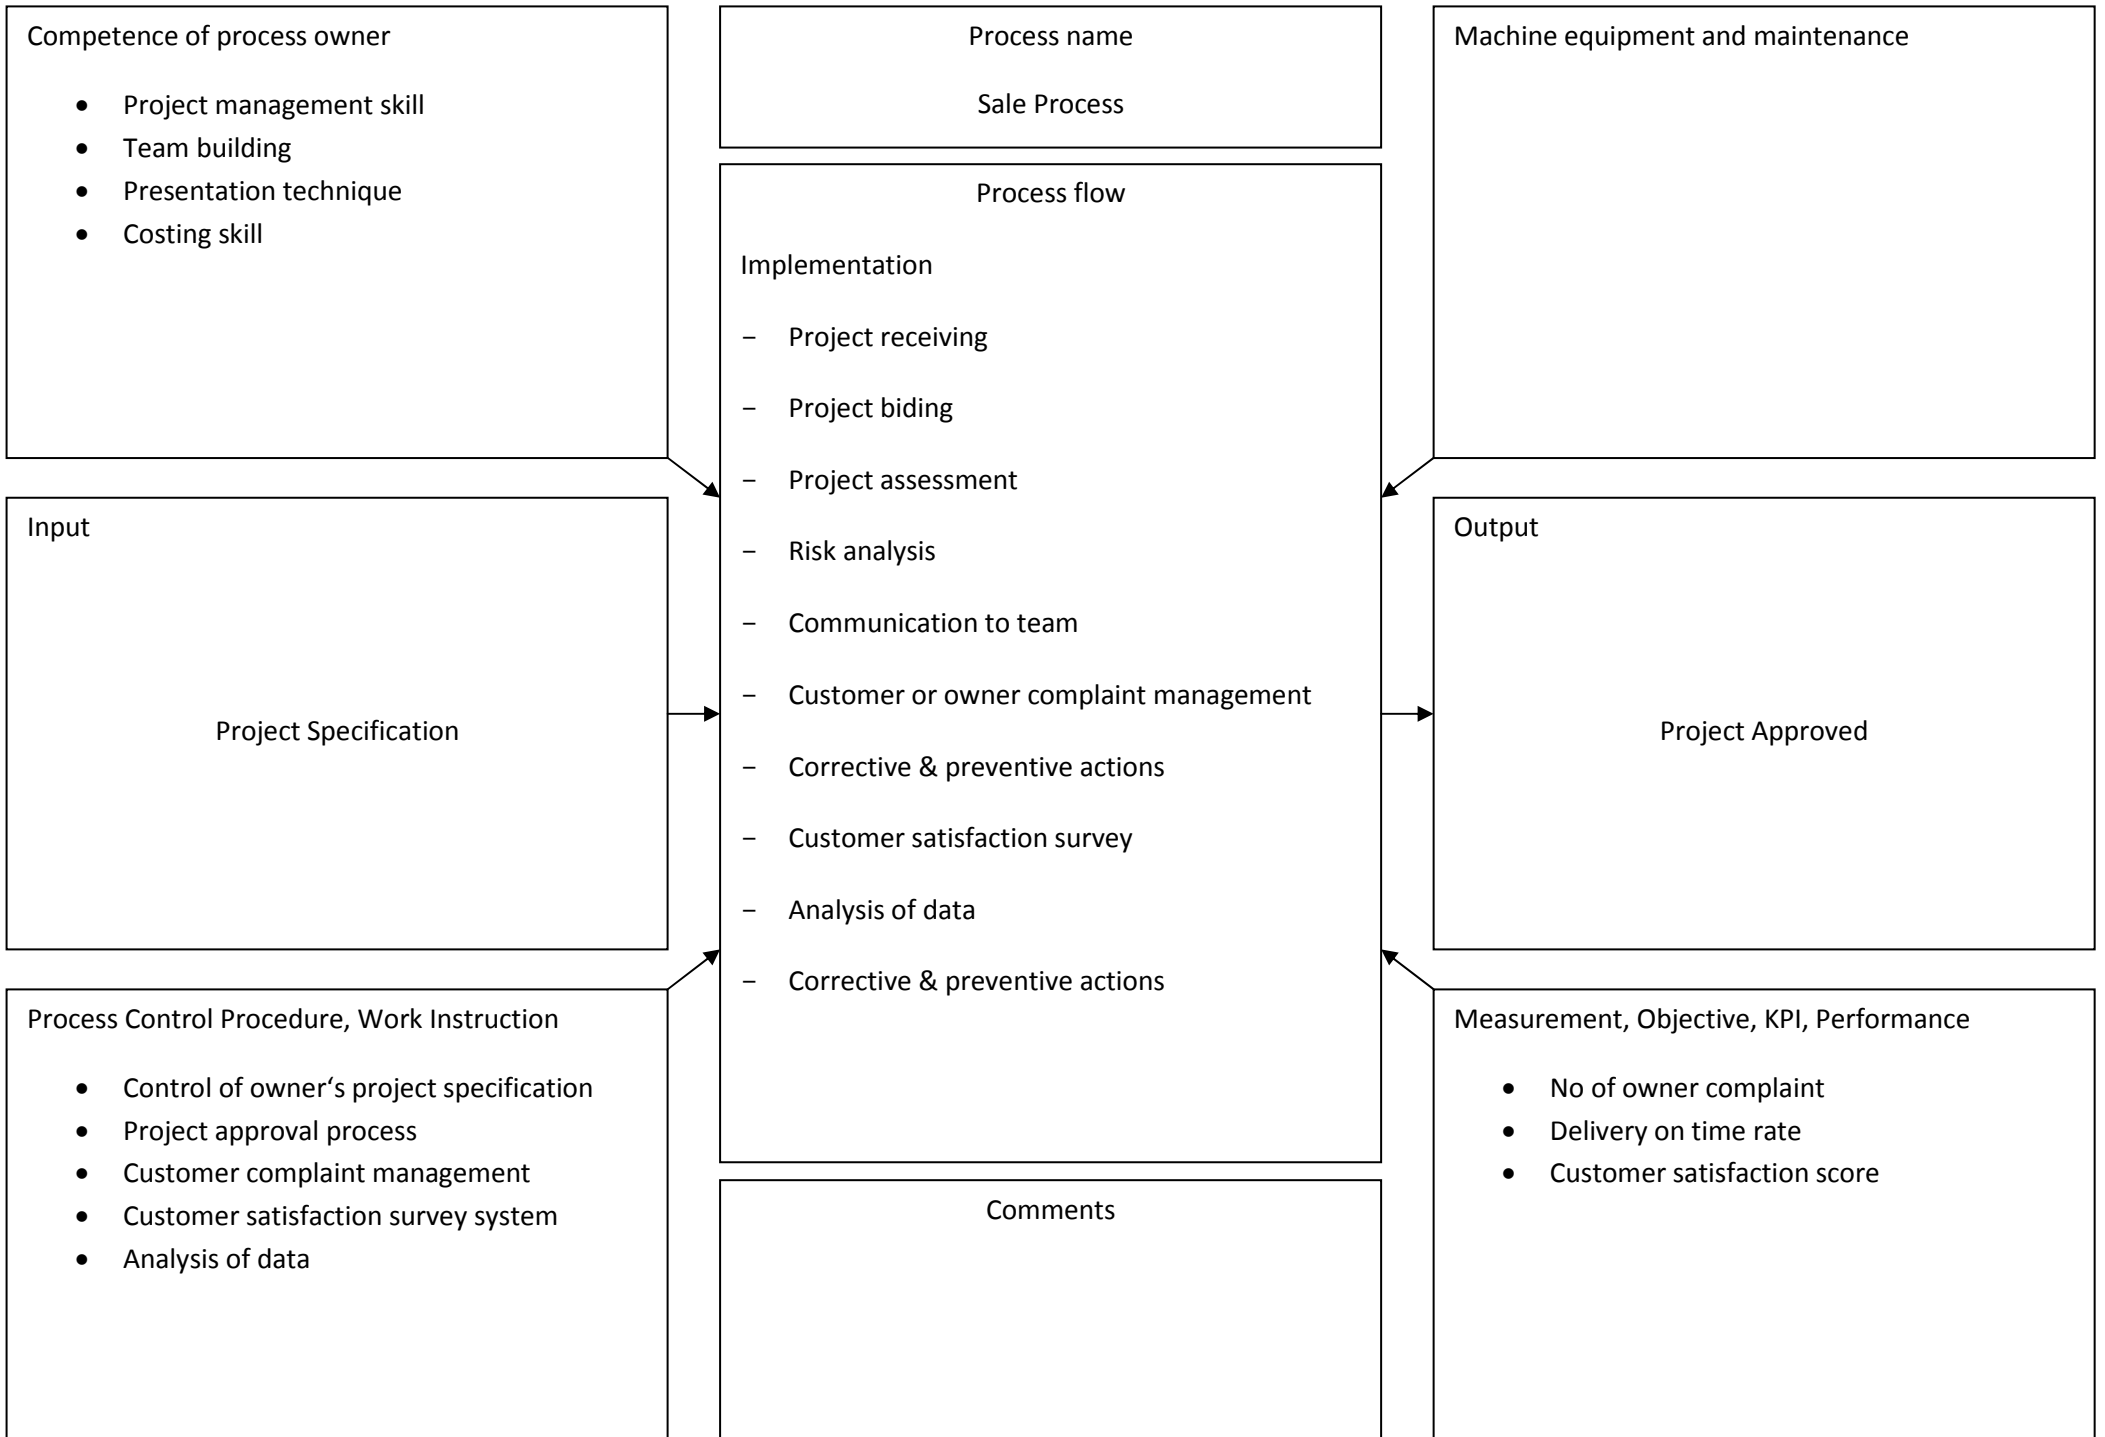 Competence of process owner
• Project management skill
• Team building
• Presentation technique
• Costing skill
Process name
Sale Process
Machine equipment and maintenance
Process flow
Implementation
– Project receiving
– Project biding
– Project assessment
– Risk analysis
– Communication to team
– Customer or owner complaint management
– Corrective & preventive actions
– Customer satisfaction survey
– Analysis of data
– Corrective & preventive actions
Input
Project Specification
Output
Project Approved
Process Control Procedure, Work Instruction
• Control of owner‘s project specification
• Project approval process
• Customer complaint management
• Customer satisfaction survey system
• Analysis of data
Comments
Measurement, Objective, KPI, Performance
• No of owner complaint
• Delivery on time rate
• Customer satisfaction score